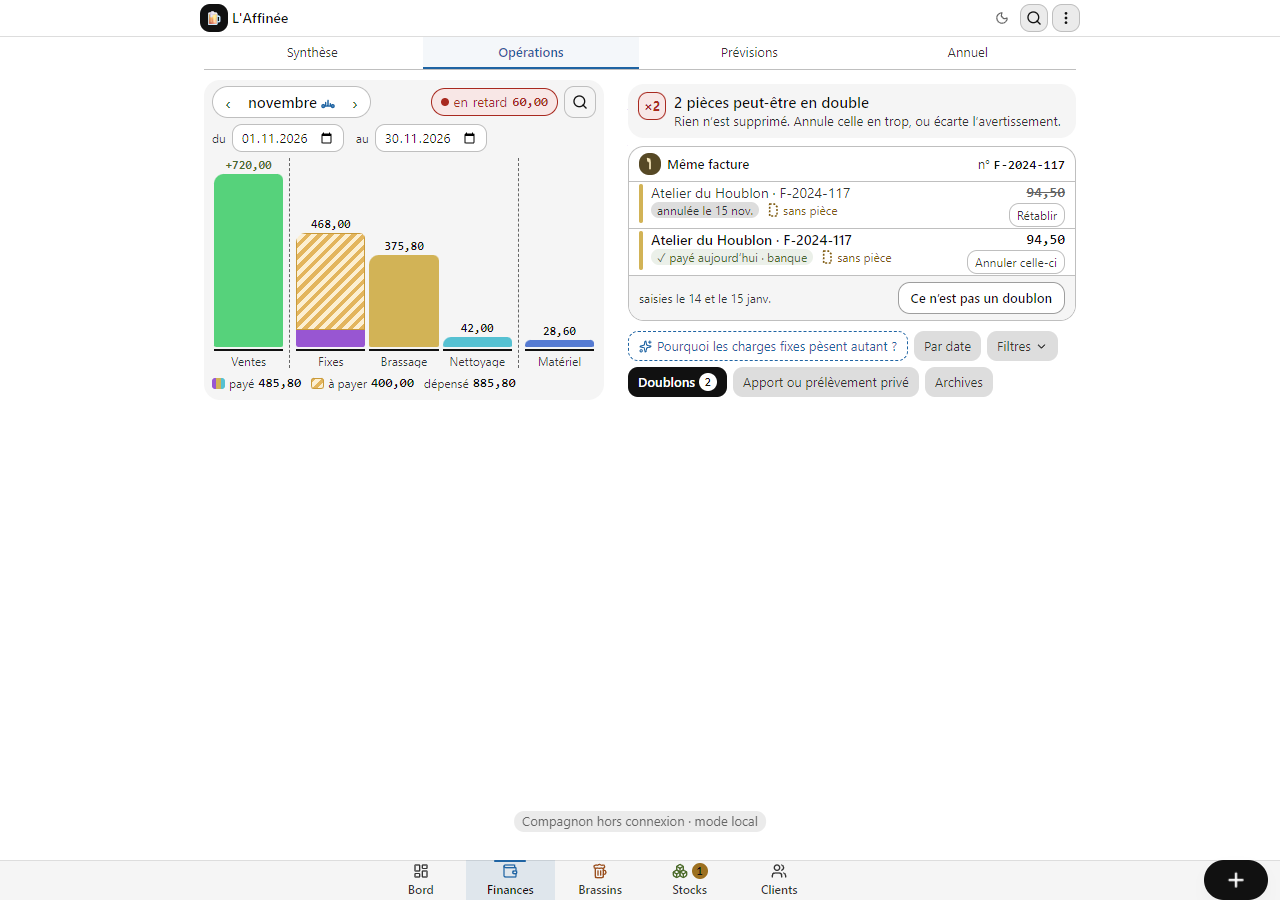 L'Affinée
Synthèse
Opérations
Prévisions
Annuel
‹ novembre ›
en retard 60,00
du 01.11.2026 au 30.11.2026
+720,00
468,00
375,80
42,00
28,60
Ventes
Fixes
Brassage
Nettoyage
Matériel
payé 485,80 à payer 400,00 dépensé 885,80
×2
2 pièces peut-être en double
Rien n'est supprimé. Annule celle en trop, ou écarte l'avertissement.
Même facture
n° F-2024-117
Atelier du Houblon · F-2024-117
94,50
annulée le 15 nov.
sans pièce
Rétablir
Atelier du Houblon · F-2024-117
94,50
✓ payé aujourd'hui · banque
sans pièce
Annuler celle-ci
saisies le 14 et le 15 janv.
Ce n'est pas un doublon
Pourquoi les charges fixes pèsent autant ?
Par date
Filtres
Doublons 2
Apport ou prélèvement privé
Archives
Compagnon hors connexion · mode local
Bord
Finances
Brassins
1
Stocks
Clients